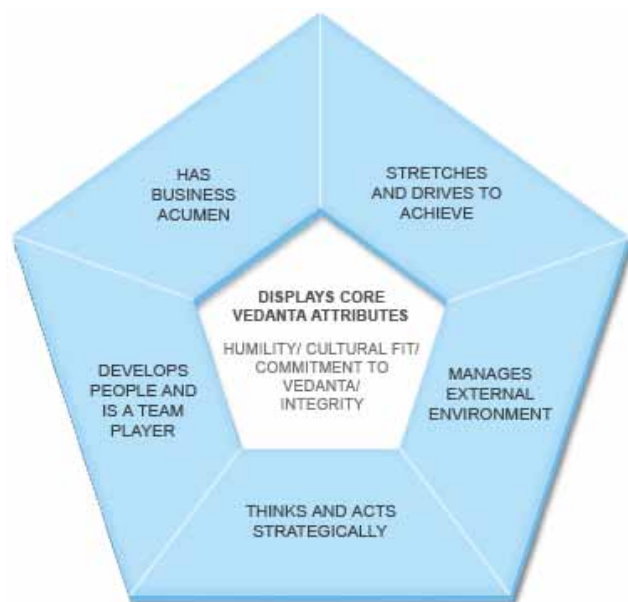 HAS
BUSINESS
ACUMEN
STRETCHES
AND DRIVES TO
ACHIEVE
DISPLAYS CORE
VEDANTA ATTRIBUTES
HUMILITY/ CULTURAL FIT/
COMMITMENT TO
VEDANTA/
INTEGRITY
DEVELOPS
PEOPLE AND
IS A TEAM
PLAYER
MANAGES
EXTERNAL
ENVIRONMENT
THINKS AND ACTS
STRATEGICALLY